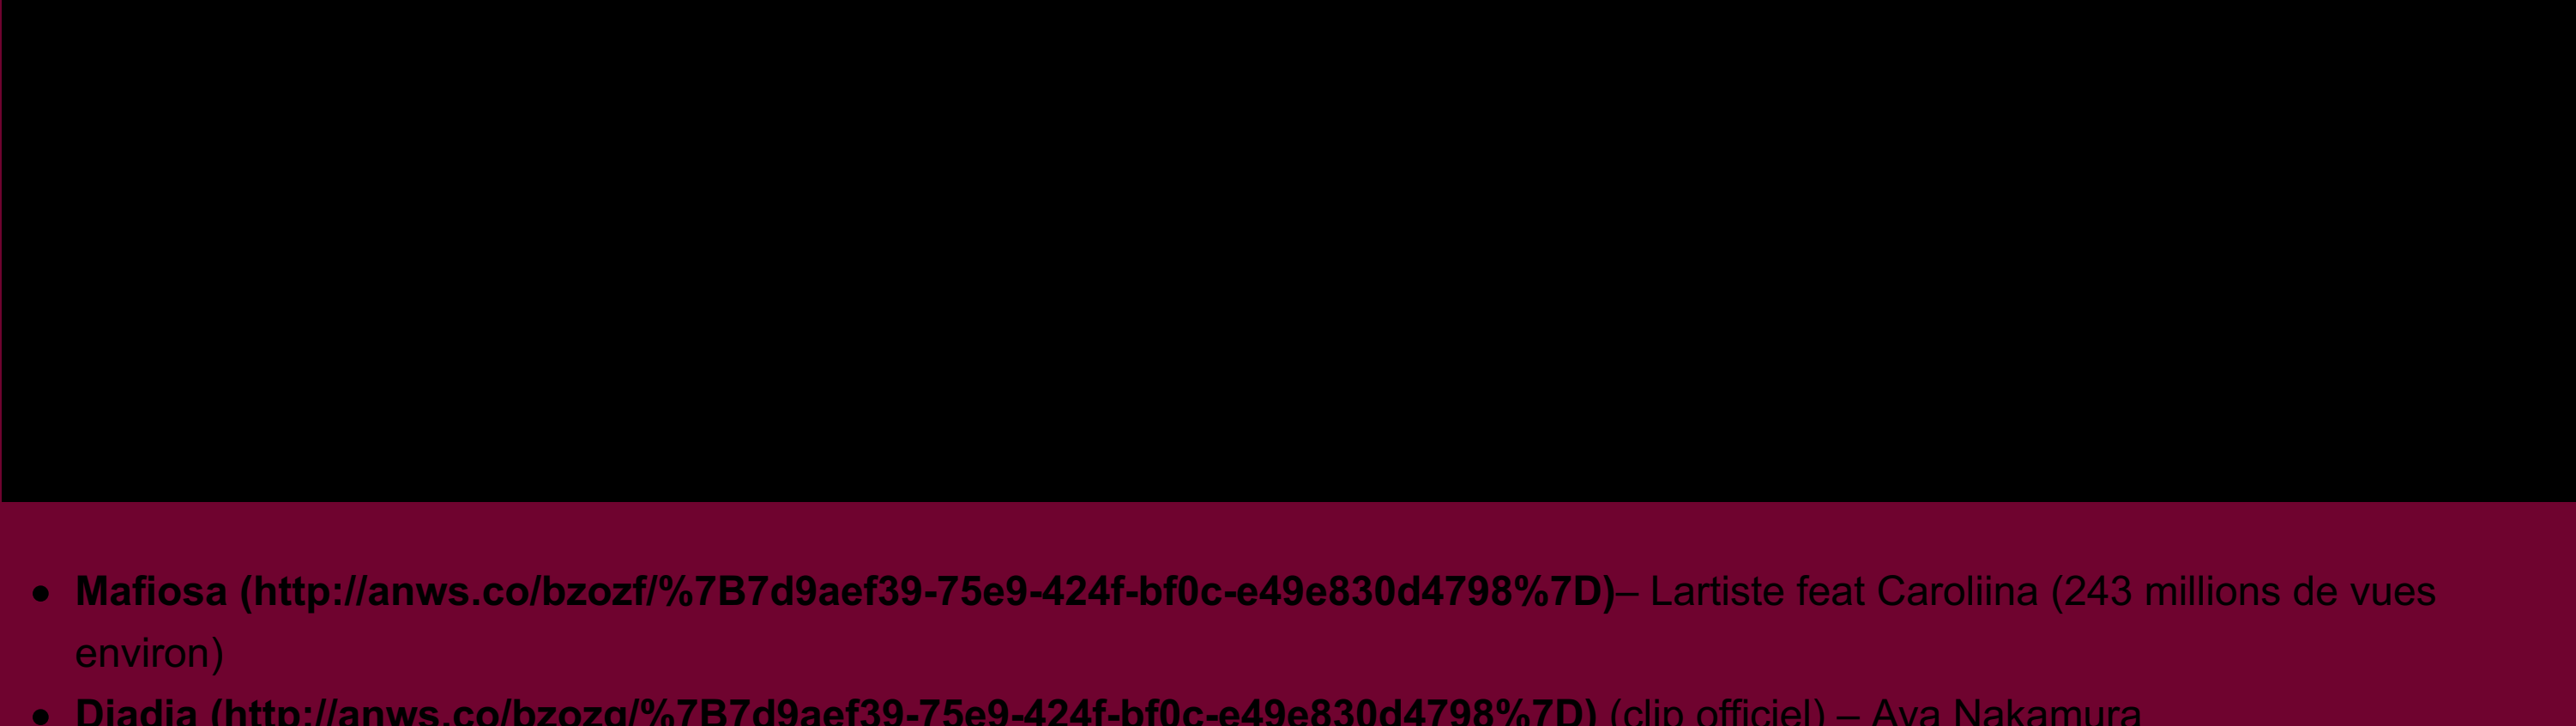 ● Mafiosa (http://anws.co/bzozf/%7B7d9aef39-75e9-424f-bf0c-e49e830d4798%7D)– Lartiste feat Caroliina (243 millions de vues
environ)
● Djadja (http://anws.co/bzozg/%7B7d9aef39-75e9-424f-bf0c-e49e830d4798%7D) (clip officiel) – Aya Nakamura